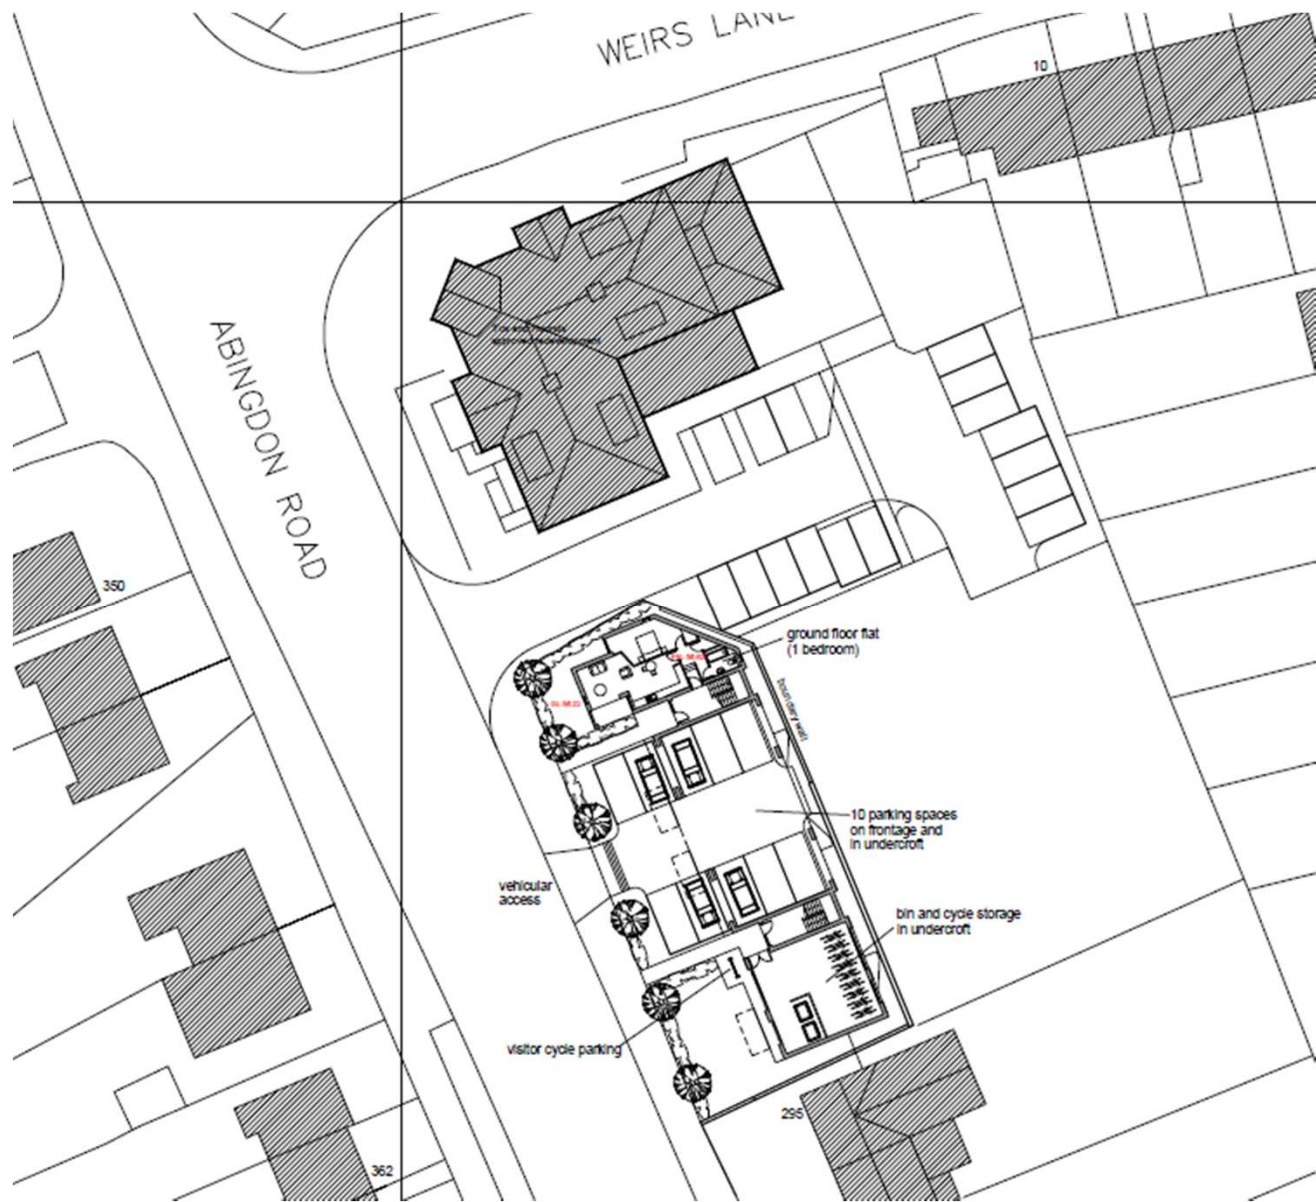 WEIRS LANE
10
ABINGDON ROAD
350
ground floor flat
(1 bedroom)
boundary wall
10 parking spaces
on frontage and
in undercroft
vehicular
access
bin and cycle storage
in undercroft
visitor cycle parking
295
362